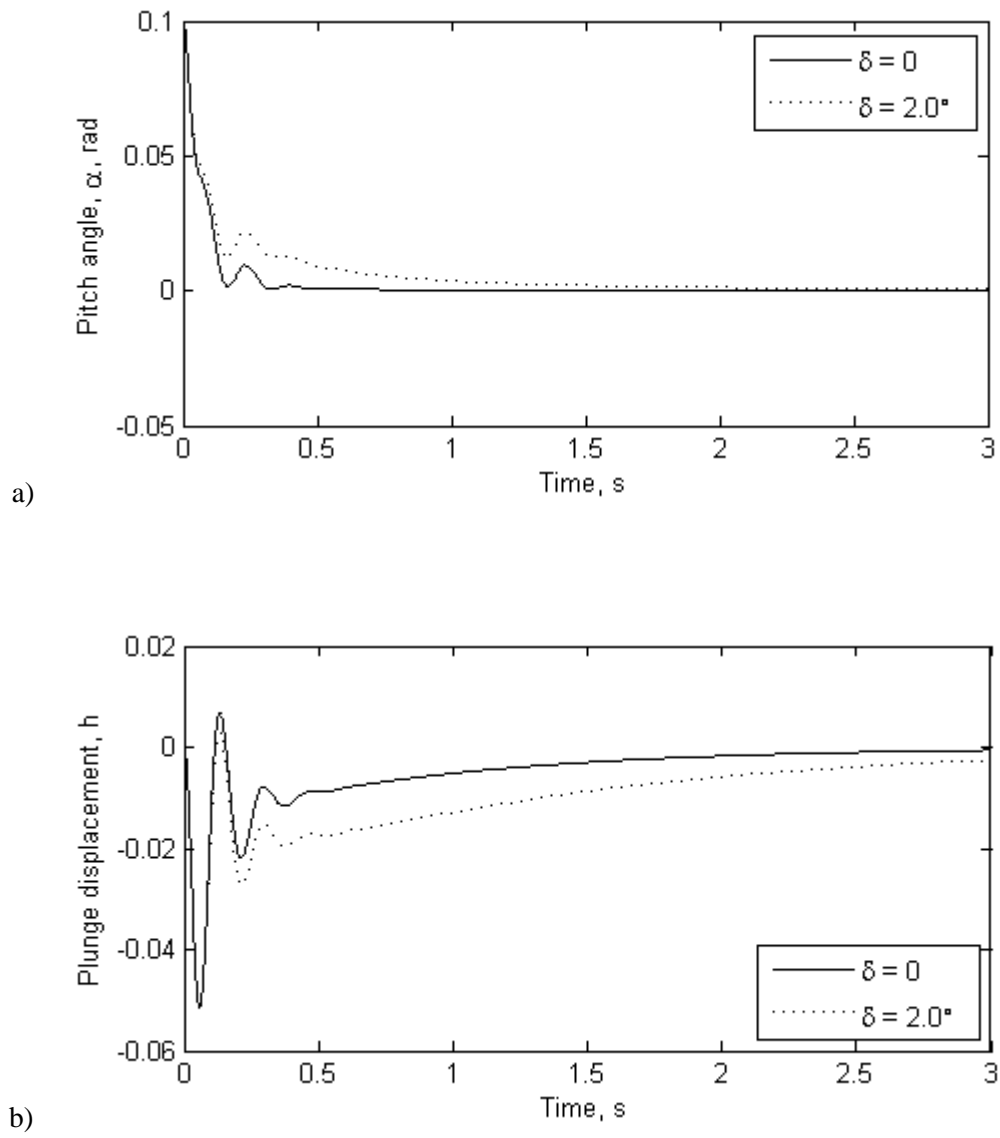 0.1
0.05
0
-0.05
Pitch angle, α, rad
δ = 0
δ = 2.0°
0 0.5 1 1.5 2 2.5 3
Time, s
a)
0.02
0
-0.02
-0.04
-0.06
Plunge displacement, h
δ = 0
δ = 2.0°
0 0.5 1 1.5 2 2.5 3
Time, s
b)